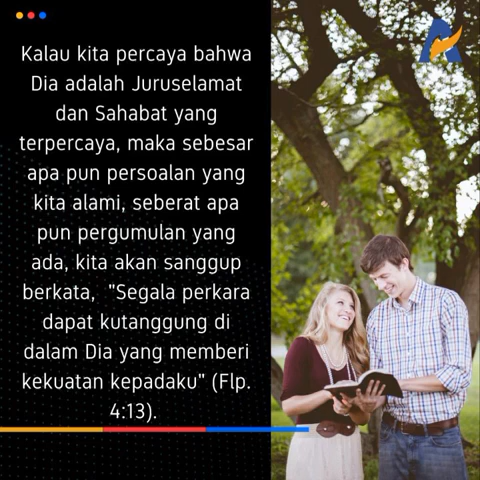 Kalau kita percaya bahwa
Dia adalah Juruselamat
dan Sahabat yang
terpercaya, maka sebesar
apa pun persoalan yang
kita alami, seberat apa
pun pergumulan yang
ada, kita akan sanggup
berkata,  "Segala perkara
dapat kutanggung di
dalam Dia yang memberi
kekuatan kepadaku" (Flp.
4:13).